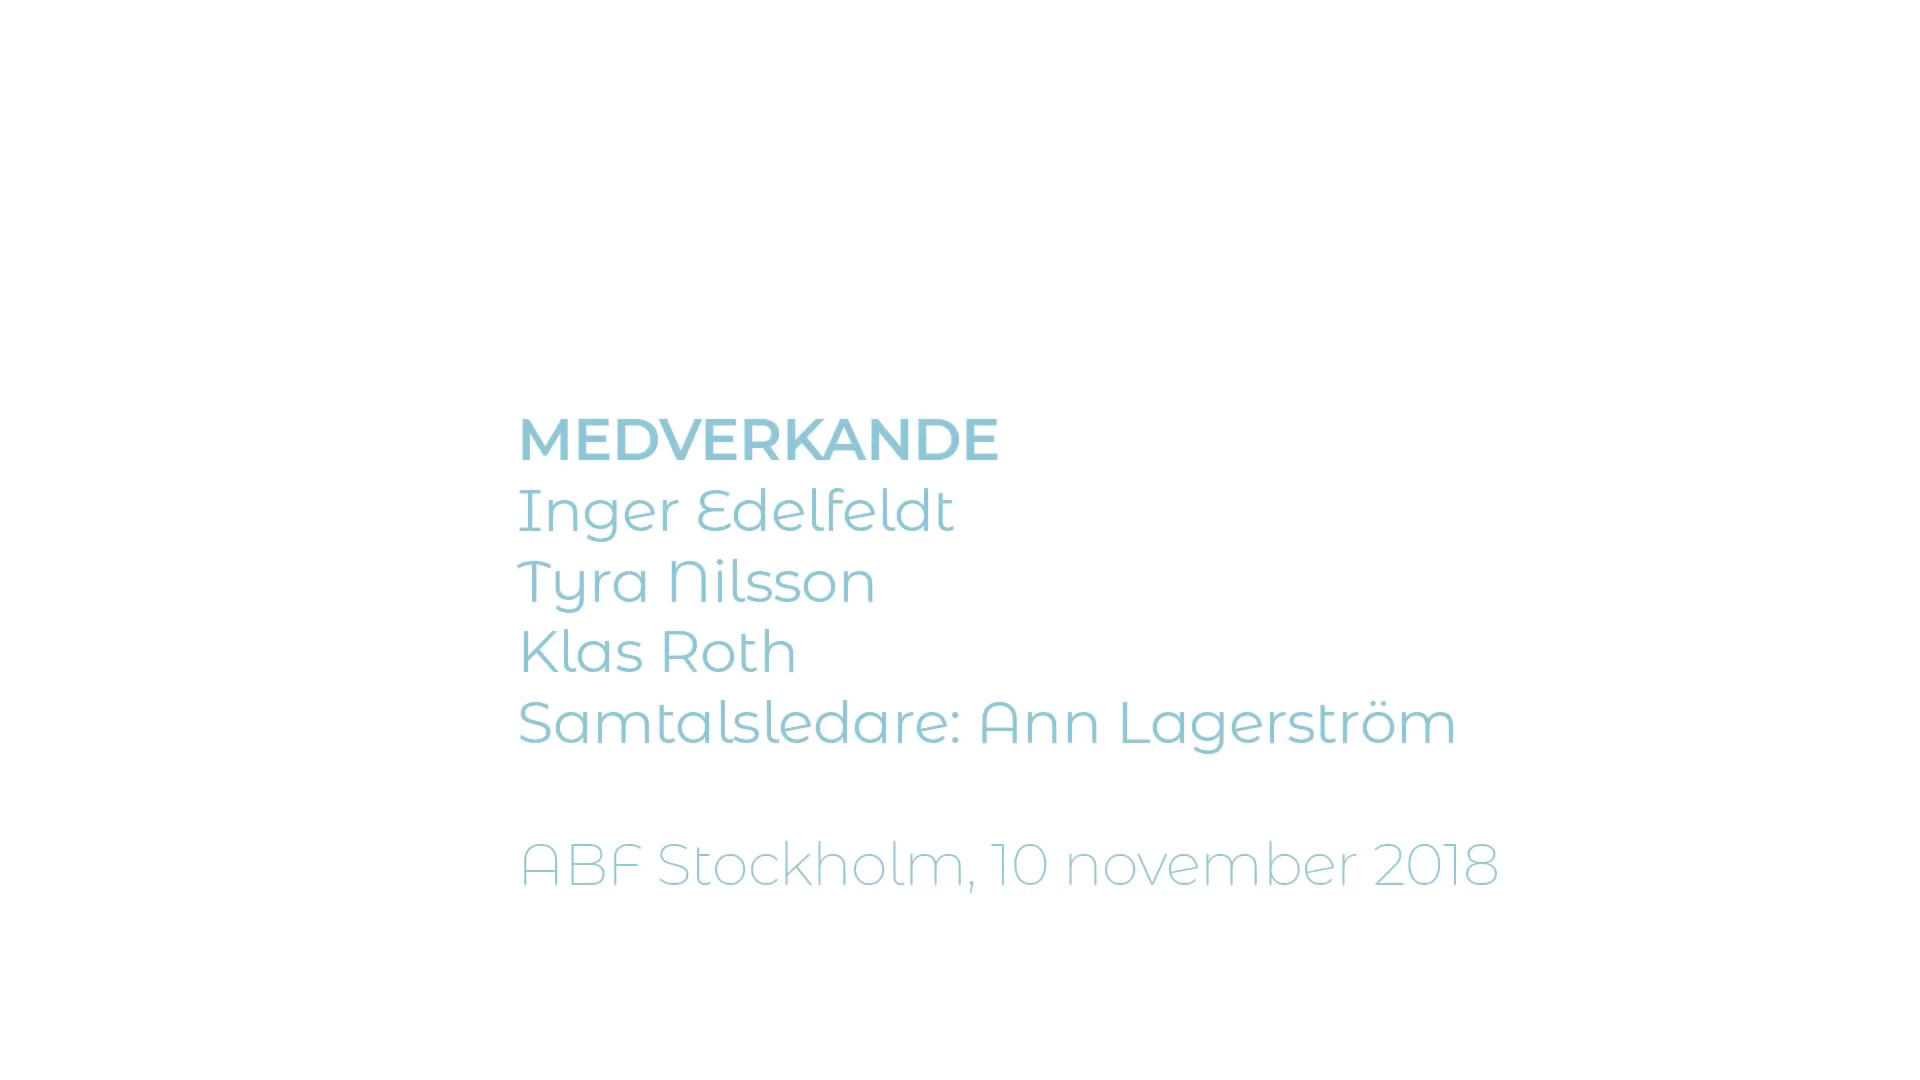 MEDVERKANDE
Inger Edelfeldt
Tyra Nilsson
Klas Roth
Samtalsledare: Ann Lagerström
ABF Stockholm, 10 november 2018